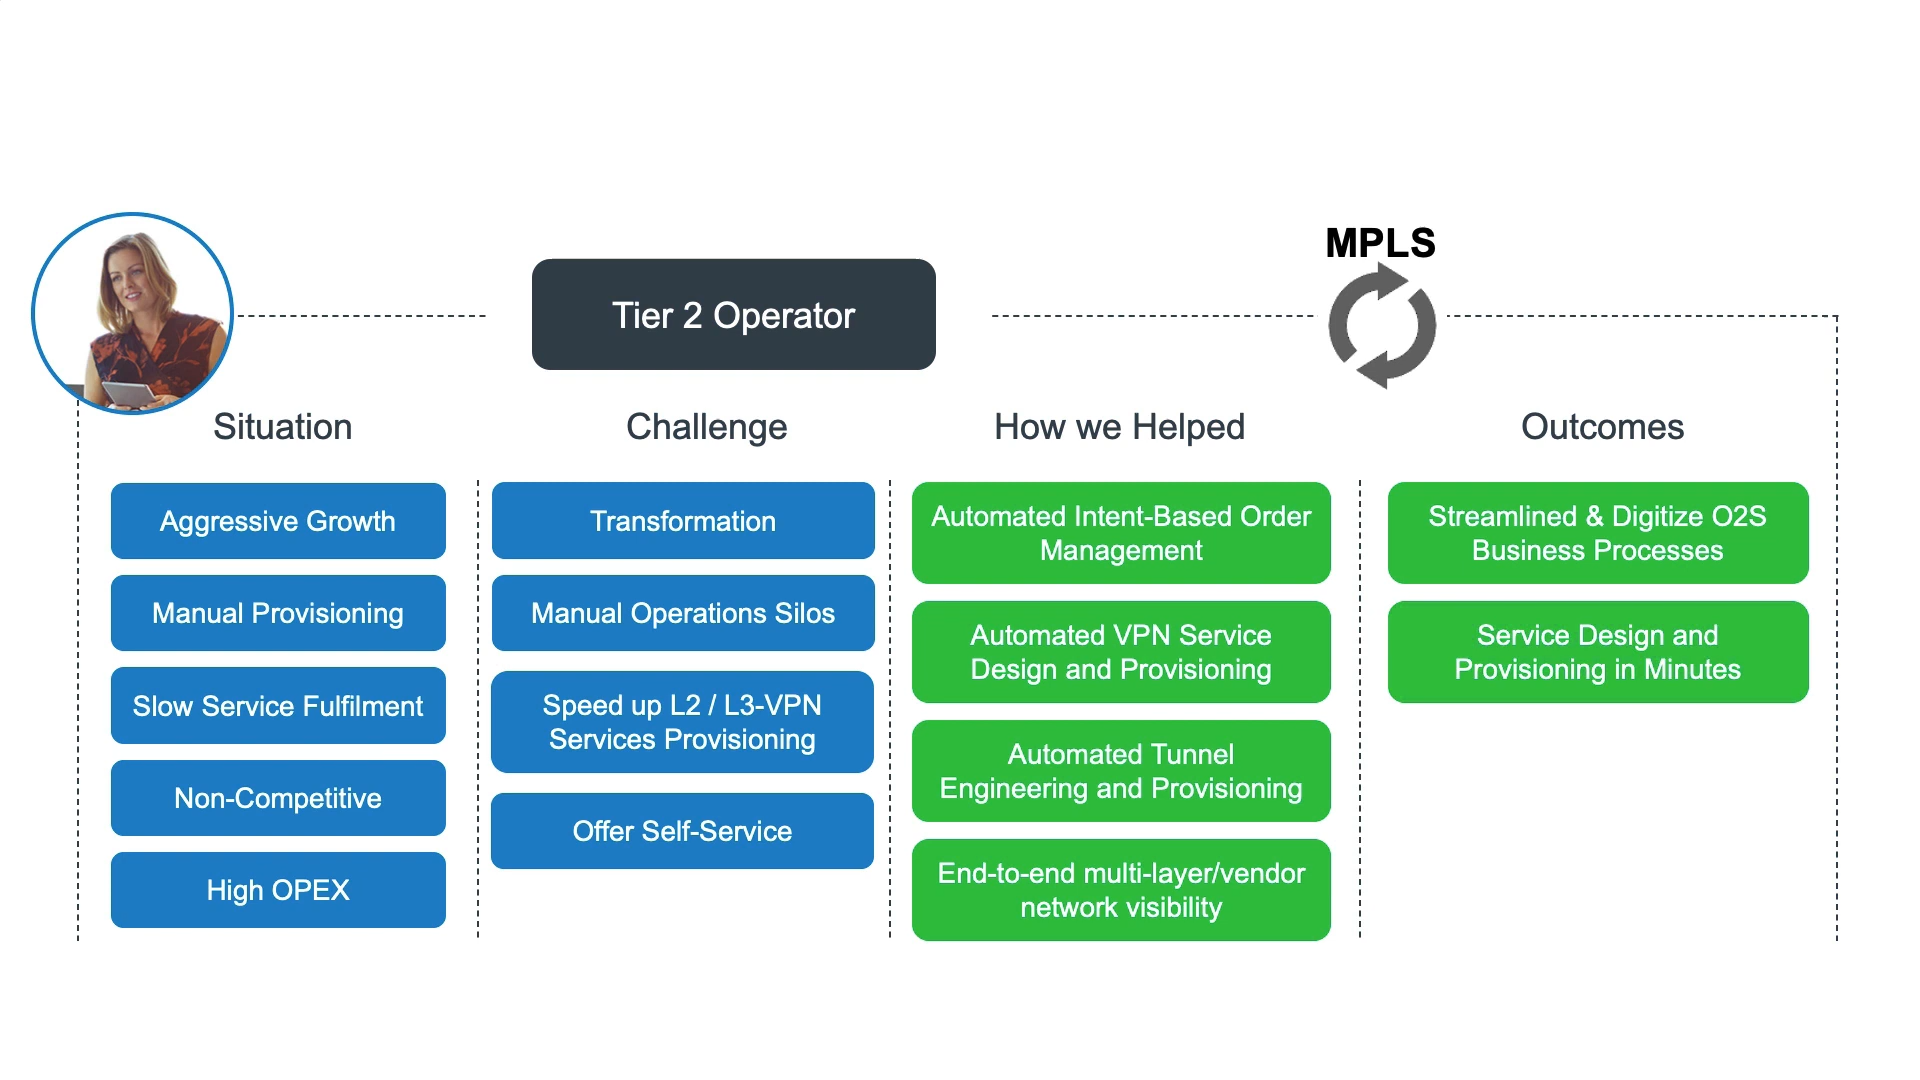 MPLS
Tier 2 Operator
Situation
Aggressive Growth
Manual Provisioning
Slow Service Fulfilment
Non-Competitive
High OPEX
Challenge
Transformation
Manual Operations Silos
Speed up L2 / L3-VPN
Services Provisioning
Offer Self-Service
How we Helped
Automated Intent-Based Order
Management
Automated VPN Service
Design and Provisioning
Automated Tunnel
Engineering and Provisioning
End-to-end multi-layer/vendor
network visibility
Outcomes
Streamlined & Digitize O2S
Business Processes
Service Design and
Provisioning in Minutes